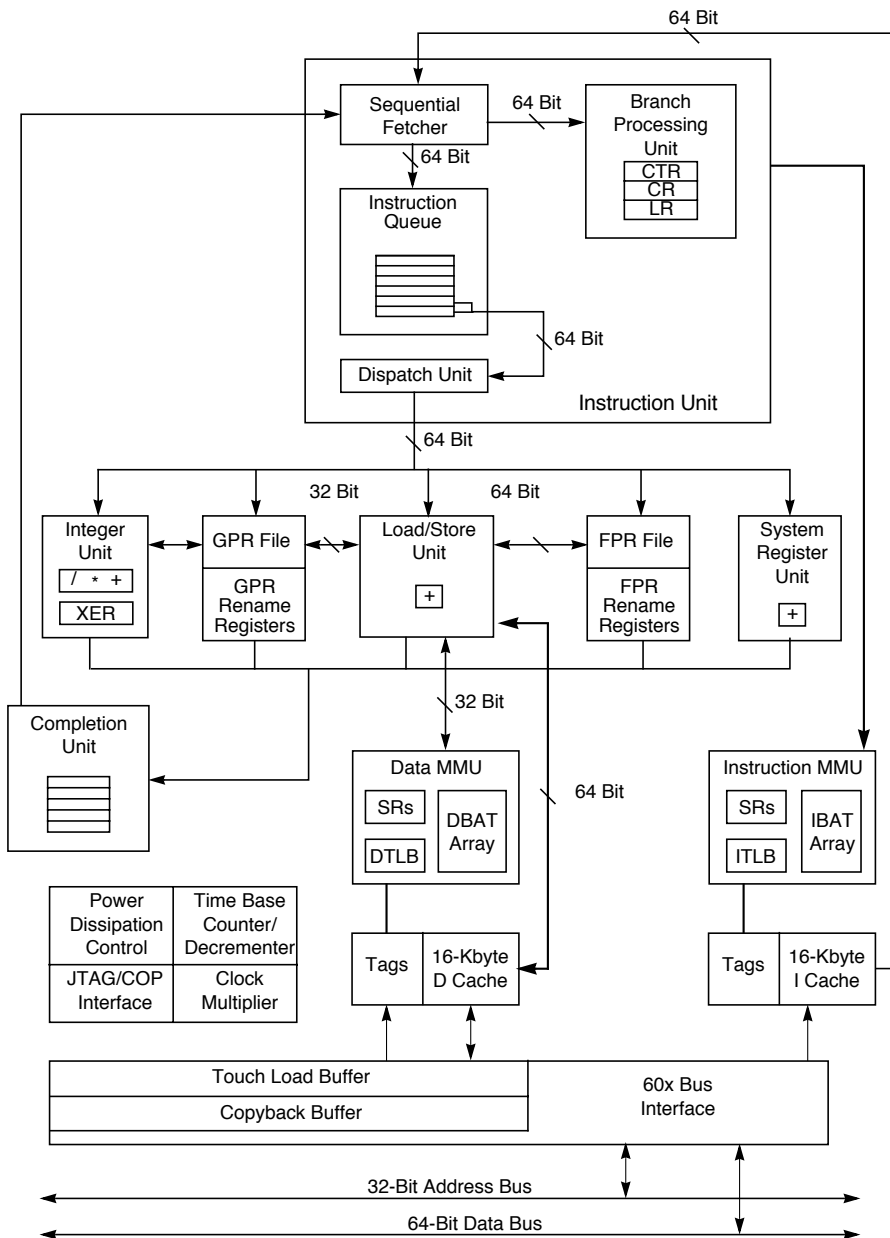 64 Bit
Sequential
Fetcher
64 Bit
Branch
Processing
Unit
CTR
CR
LR
64 Bit
Instruction
Queue
64 Bit
Dispatch Unit
Instruction Unit
64 Bit
32 Bit
64 Bit
Integer
Unit
/ * +
XER
GPR File
GPR
Rename
Registers
Load/Store
Unit
+
FPR File
FPR
Rename
Registers
System
Register
Unit
+
32 Bit
Completion
Unit
Data MMU
SRs
DTLB
DBAT
Array
64 Bit
Instruction MMU
SRs
ITLB
IBAT
Array
Power
Dissipation
Control
Time Base
Counter/
Decrementer
JTAG/COP
Interface
Clock
Multiplier
Tags
16-Kbyte
D Cache
Tags
16-Kbyte
I Cache
Touch Load Buffer
Copyback Buffer
60x Bus
Interface
32-Bit Address Bus
64-Bit Data Bus